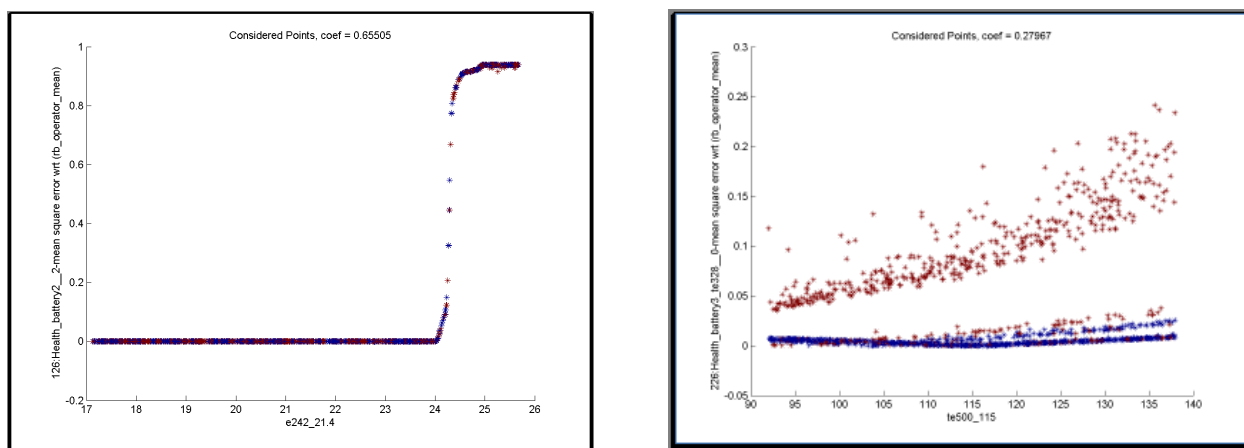 Considered Points, coef = 0.65505
126:Health_battery2__2-mean square error wrt (rb_operator_mean)
1
0.8
0.6
0.4
0.2
0
-0.2
17 18 19 20 21 22 23 24 25 26
e242_21.4
Considered Points, coef = 0.27967
226:Health_battery3_te328__0-mean square error wrt (rb_operator_mean)
0.3
0.25
0.2
0.15
0.1
0.05
0
-0.05
90 95 100 105 110 115 120 125 130 135 140
te500_115